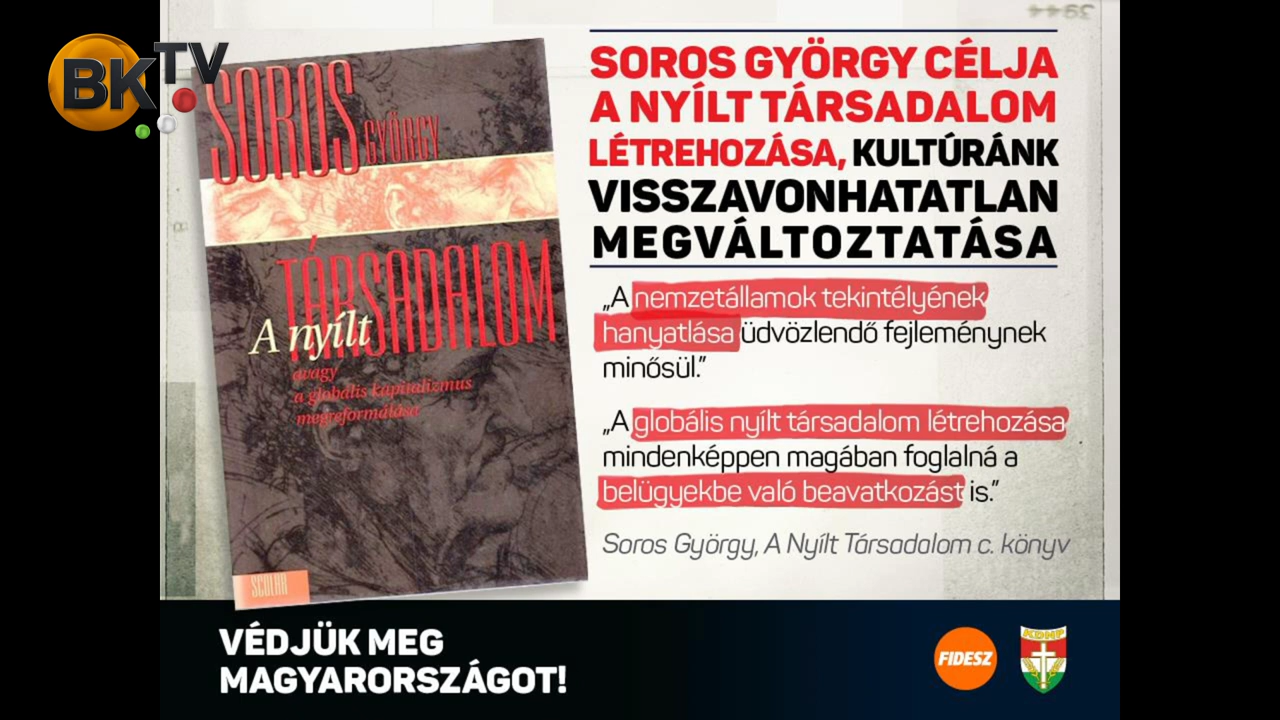 BKTV
3944
SOROS GYÖRGY CÉLJA
A NYÍLT TÁRSADALOM
LÉTREHOZÁSA, KULTÚRÁNK
VISSZAVONHATATLAN
MEGVÁLTOZTATÁSA
„A nemzetállamok tekintélyének
hanyatlása üdvözlendő fejleménynek
minősül.”
„A globális nyílt társadalom létrehozása
mindenképpen magában foglalná a
belügyekbe való beavatkozást is.”
Soros György, A Nyílt Társadalom c. könyv
SOROS GYÖRGY
A nyílt
TÁRSADALOM
avagy
a globális kapitalizmus
megreformálása
SCOLAR
VÉDJÜK MEG
MAGYARORSZÁGOT!
FIDESZ
KDNP